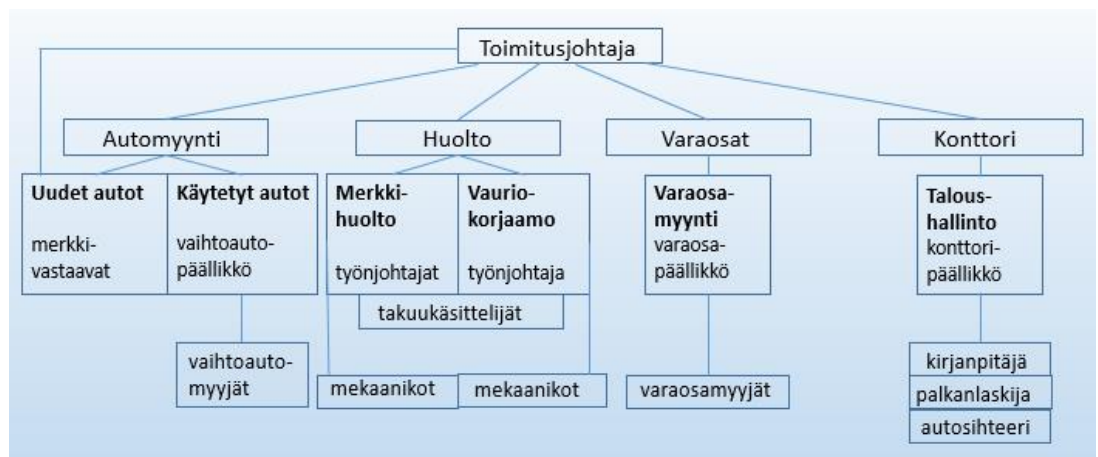 Toimitusjohtaja
Automyynti
Huolto
Varaosat
Konttori
Uudet autot
merkki-
vastaavat
Käytetyt autot
vaihtoauto-
päällikkö
Merkki-
huolto
työnjohtajat
Vaurio-
korjaamo
työnjohtaja
Varaosa-
myynti
varaosa-
päällikkö
Talous-
hallinto
konttori-
päällikkö
takuukäsittelijät
vaihtoauto-
myyjät
mekaanikot
mekaanikot
varaosamyyjät
kirjanpitäjä
palkanlaskija
autosihteeri